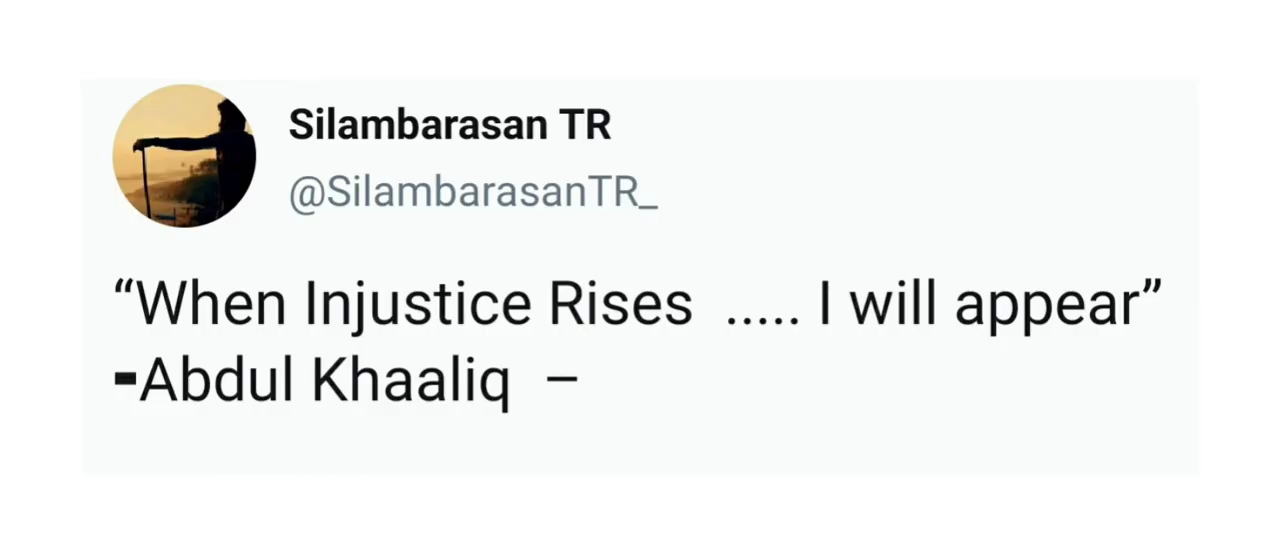 Silambarasan TR
@SilambarasanTR_
“When Injustice Rises ..... I will appear”
-Abdul Khaaliq –